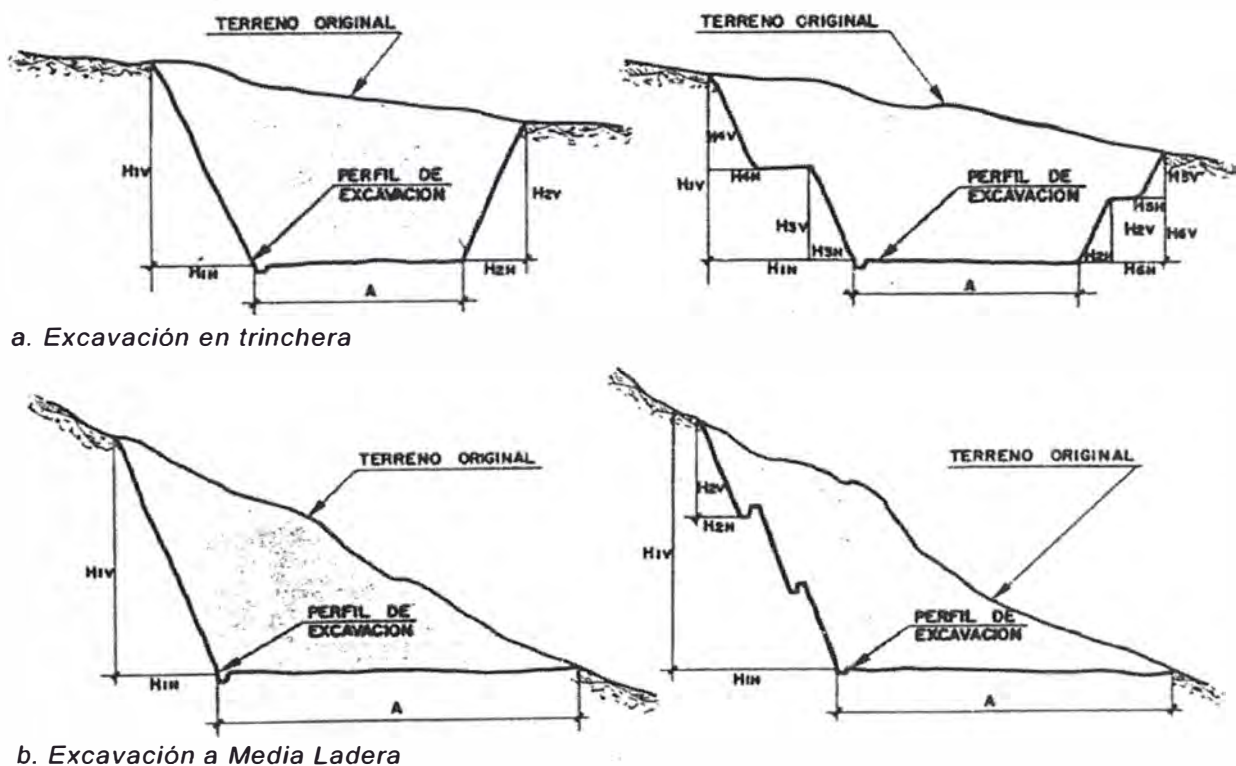 TERRENO ORIGINAL
H1V
PERFIL DE
EXCAVACION
H2V
H1H
H2H
A
TERRENO ORIGINAL
H4V
H4H
H1V
PERFIL DE
EXCAVACION
H3V
H3H
H1H
H5V
H5H
H2V
H6V
H2H
H6H
A
a. Excavación en trinchera
TERRENO ORIGINAL
H1V
PERFIL DE
EXCAVACION
H1H
A
TERRENO ORIGINAL
H2V
H2H
H1V
PERFIL DE
EXCAVACION
H1H
A
b. Excavación a Media Ladera